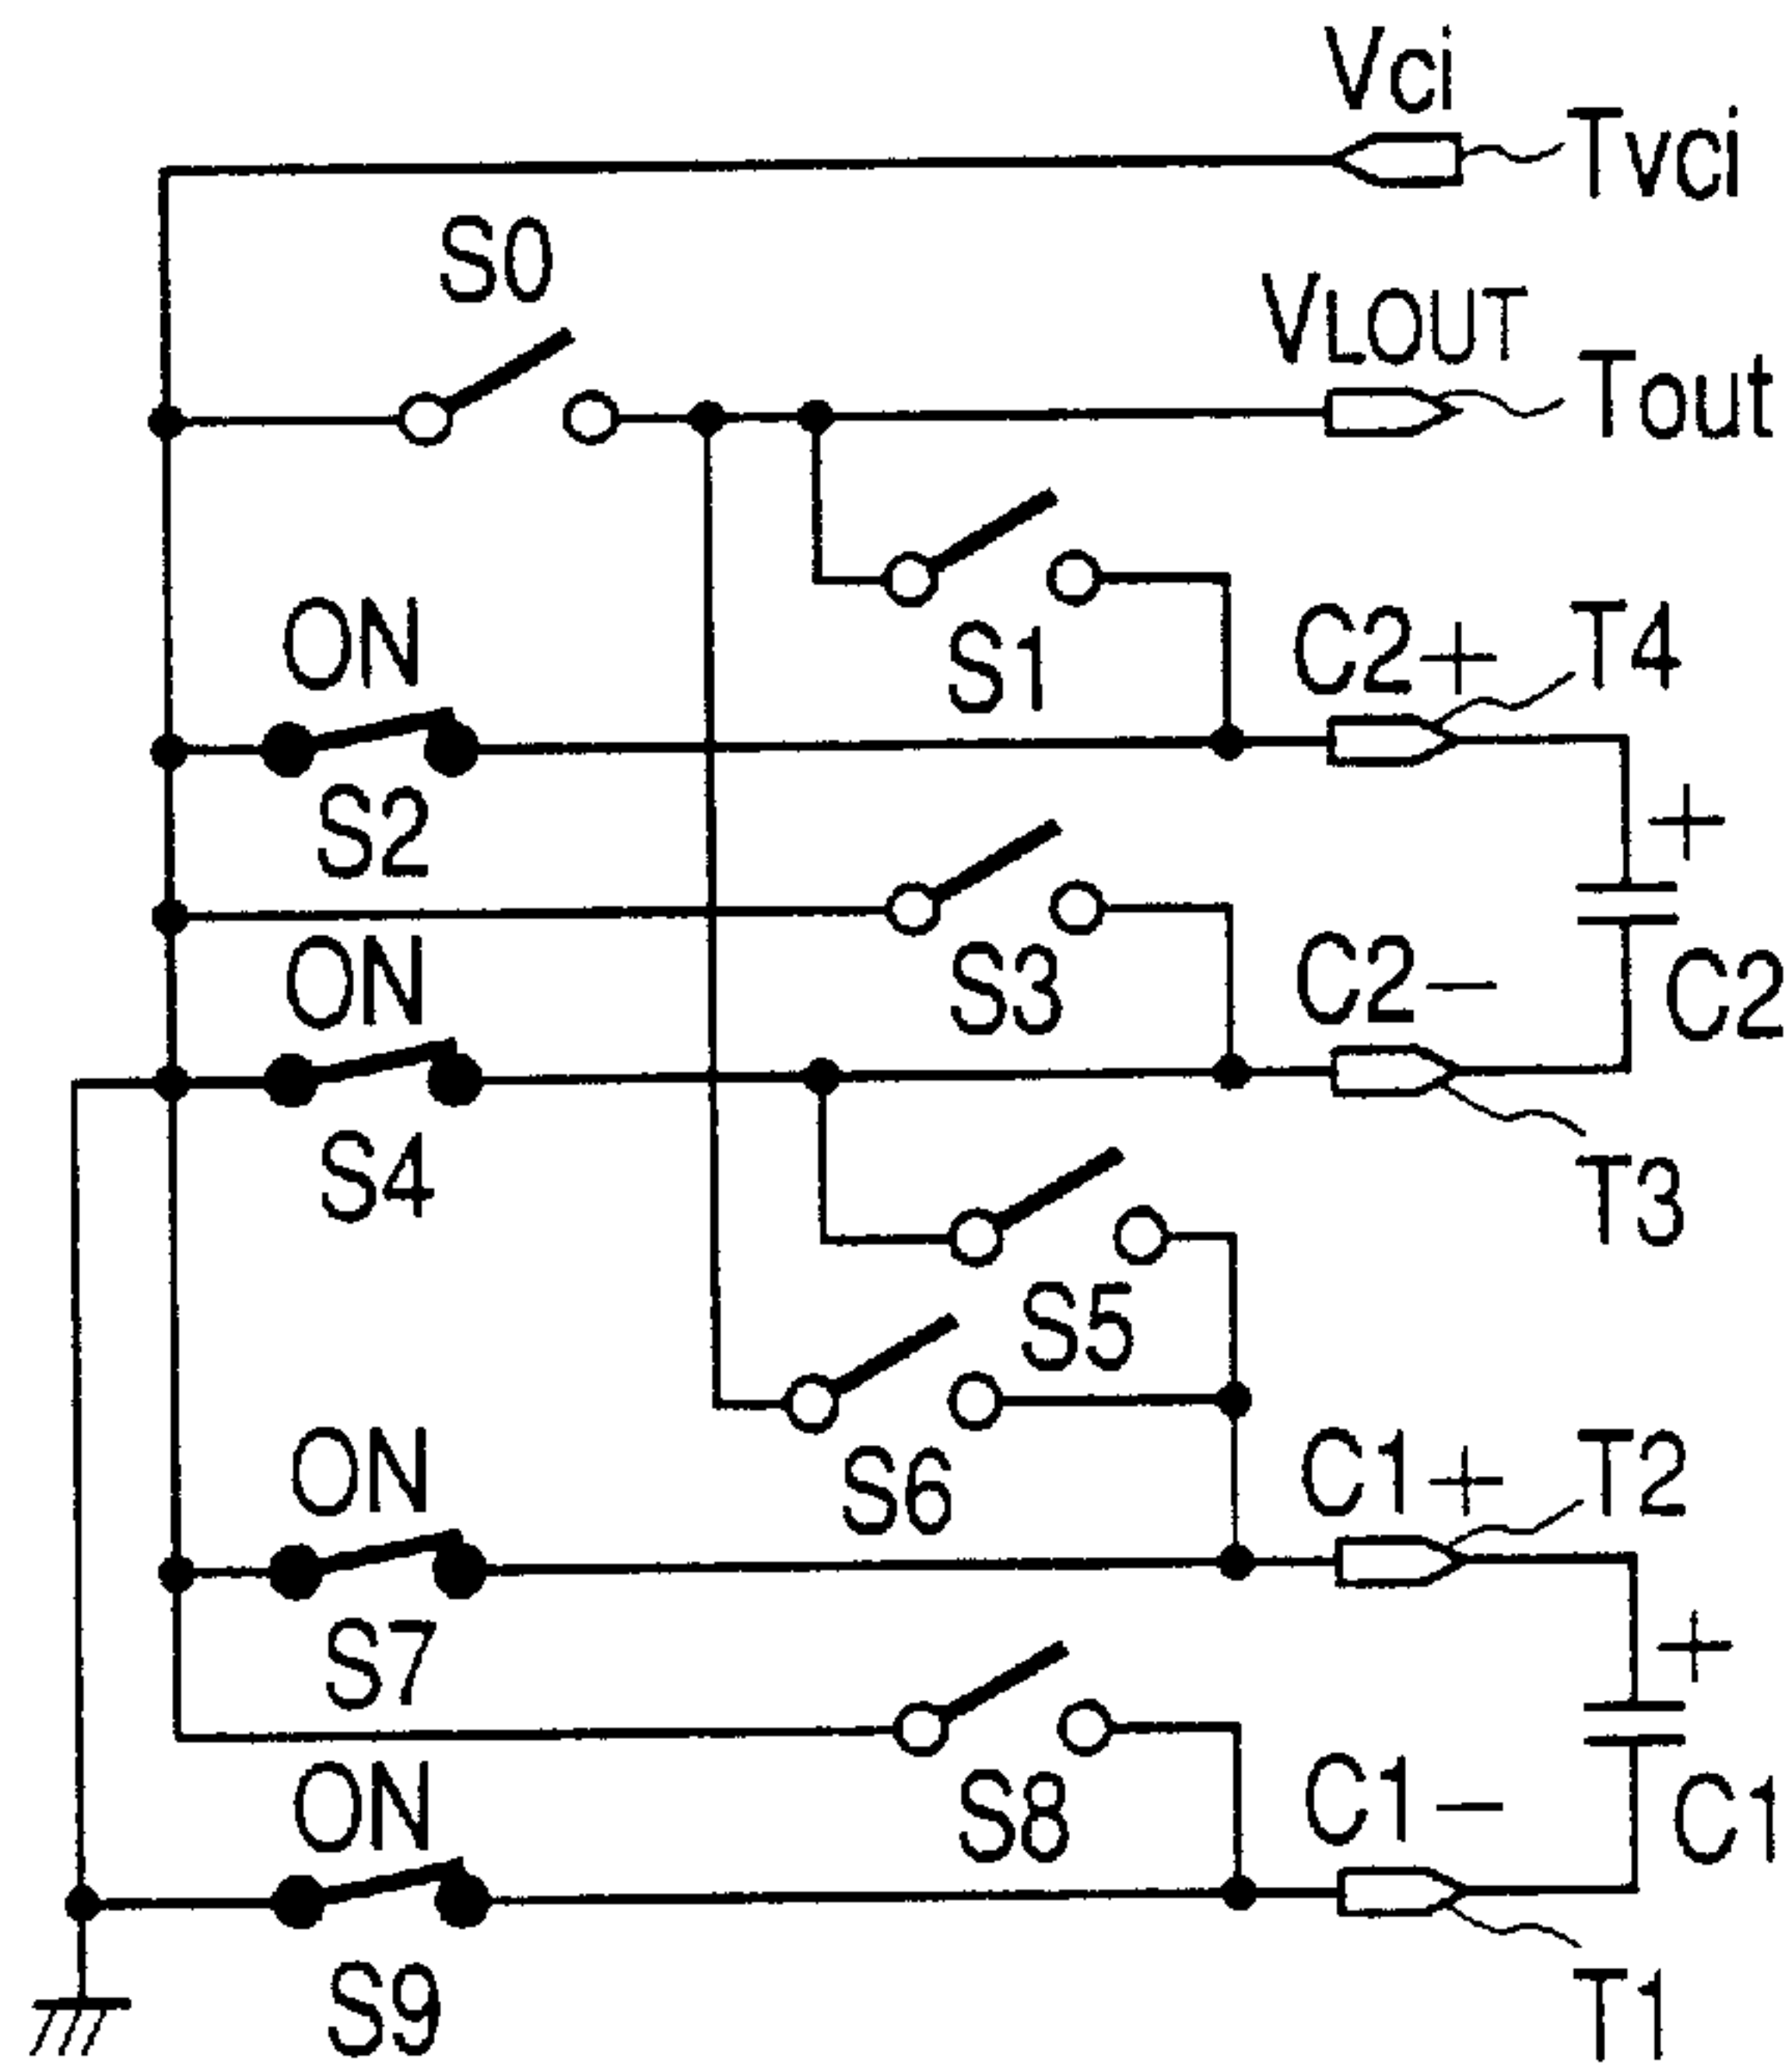 Vci
Tvci
S0
VLOUT
Tout
S1
ON
S2
C2+
T4
+
S3
C2-
C2
ON
S4
T3
S5
S6
ON
S7
C1+
T2
+
S8
C1-
C1
ON
S9
T1